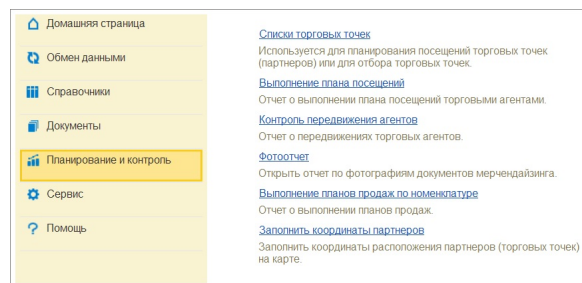 Домашняя страница
Обмен данными
Справочники
Документы
Планирование и контроль
Сервис
Помощь
Списки торговых точек
Используется для планирования посещений торговых точек
(партнеров) или для отбора торговых точек.
Выполнение плана посещений
Отчет о выполнении плана посещений торговыми агентами.
Контроль передвижения агентов
Отчет о передвижениях торговых агентов.
Фотоотчет
Открыть отчет по фотографиям документов мерчендайзинга.
Выполнение планов продаж по номенклатуре
Отчет о выполнении планов продаж.
Заполнить координаты партнеров
Заполнить координаты расположения партнеров (торговых точек)
на карте.